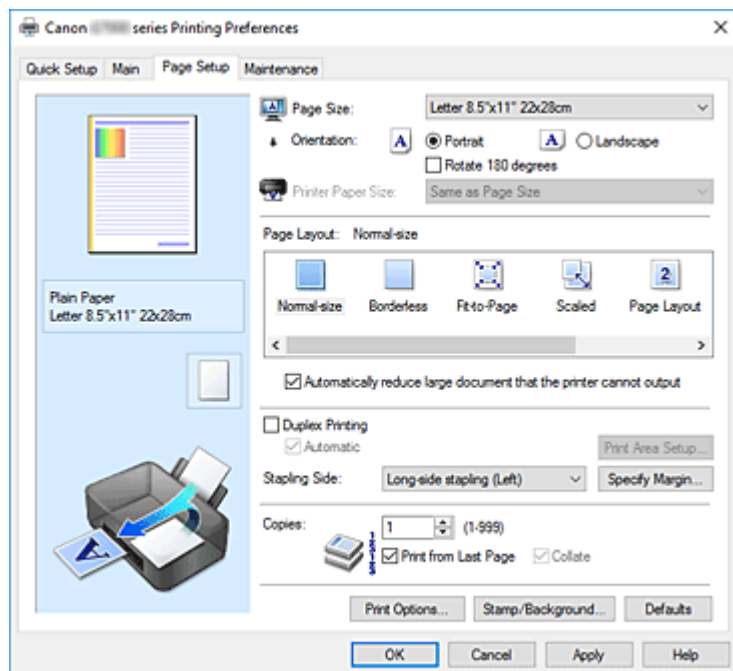 Canon series Printing Preferences
Quick Setup Main Page Setup Maintenance
Page Size: Letter 8.5"x11" 22x28cm
Orientation: A Portrait A Landscape
Rotate 180 degrees
Printer Paper Size: Same as Page Size
Page Layout: Normal-size
2
Normal-size Borderless Fit-to-Page Scaled Page Layout
Plain Paper
Letter 8.5"x11" 22x28cm
Automatically reduce large document that the printer cannot output
Duplex Printing
Automatic Print Area Setup...
Stapling Side: Long-side stapling (Left) Specify Margin...
Copies: 1 (1-999)
Print from Last Page Collate
A
Print Options... Stamp/Background... Defaults
OK Cancel Apply Help